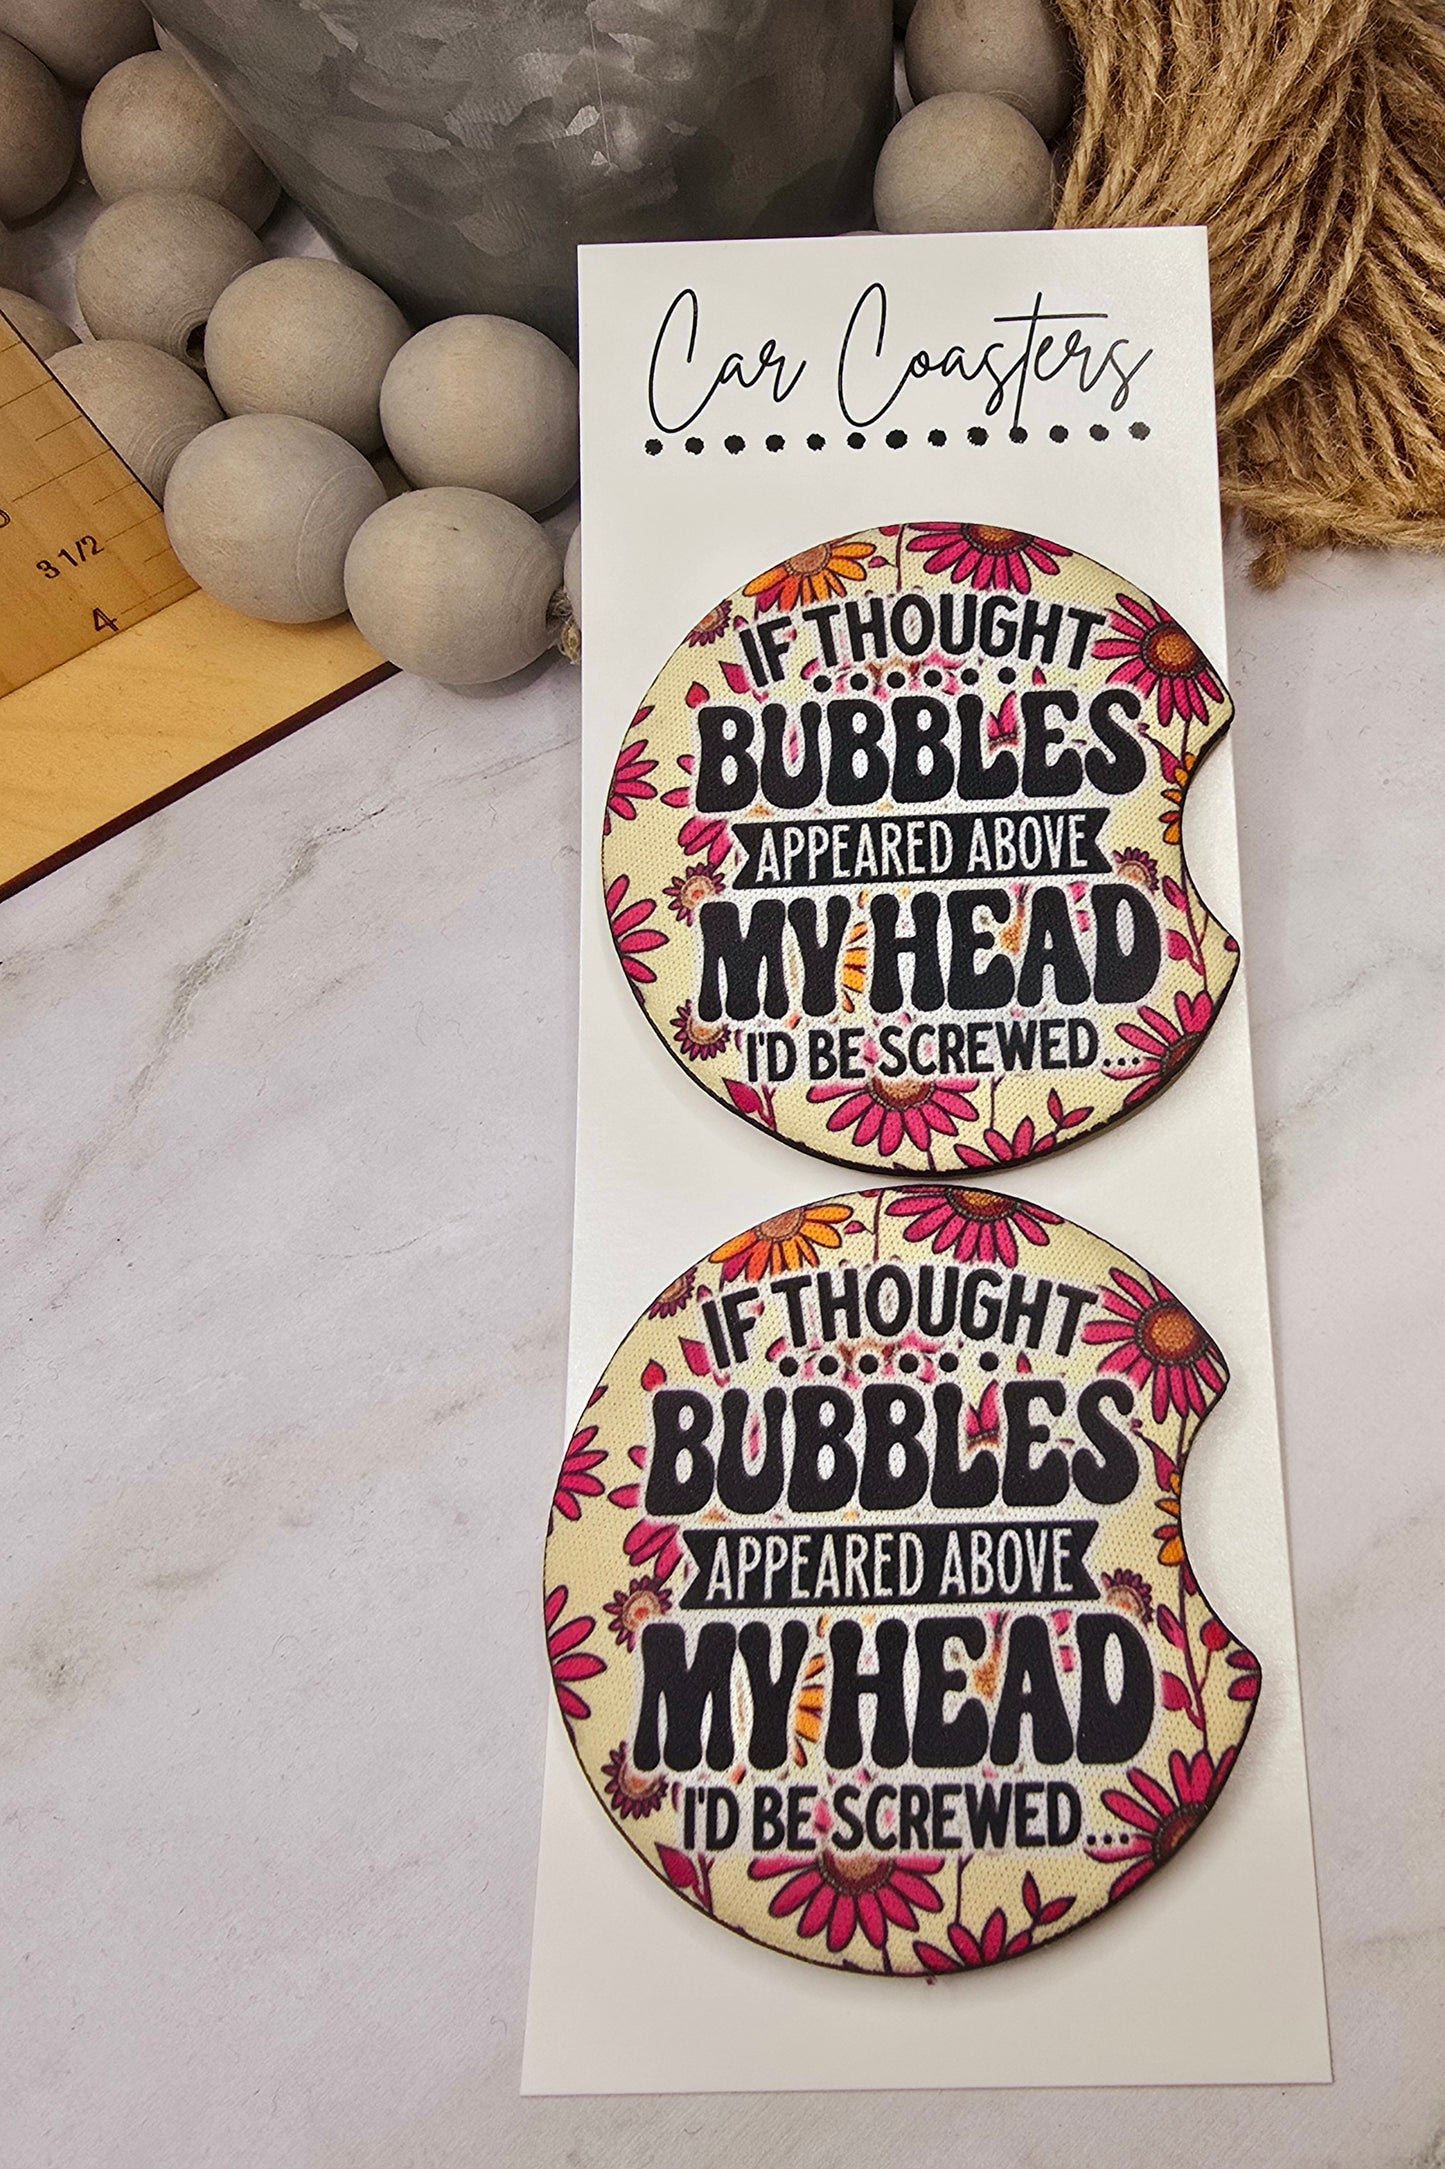 Car Coasters
3 1/2
4
IF THOUGHT
BUBBLES
APPEARED ABOVE
MY HEAD
I'D BE SCREWED...
IF THOUGHT
BUBBLES
APPEARED ABOVE
MY HEAD
I'D BE SCREWED...